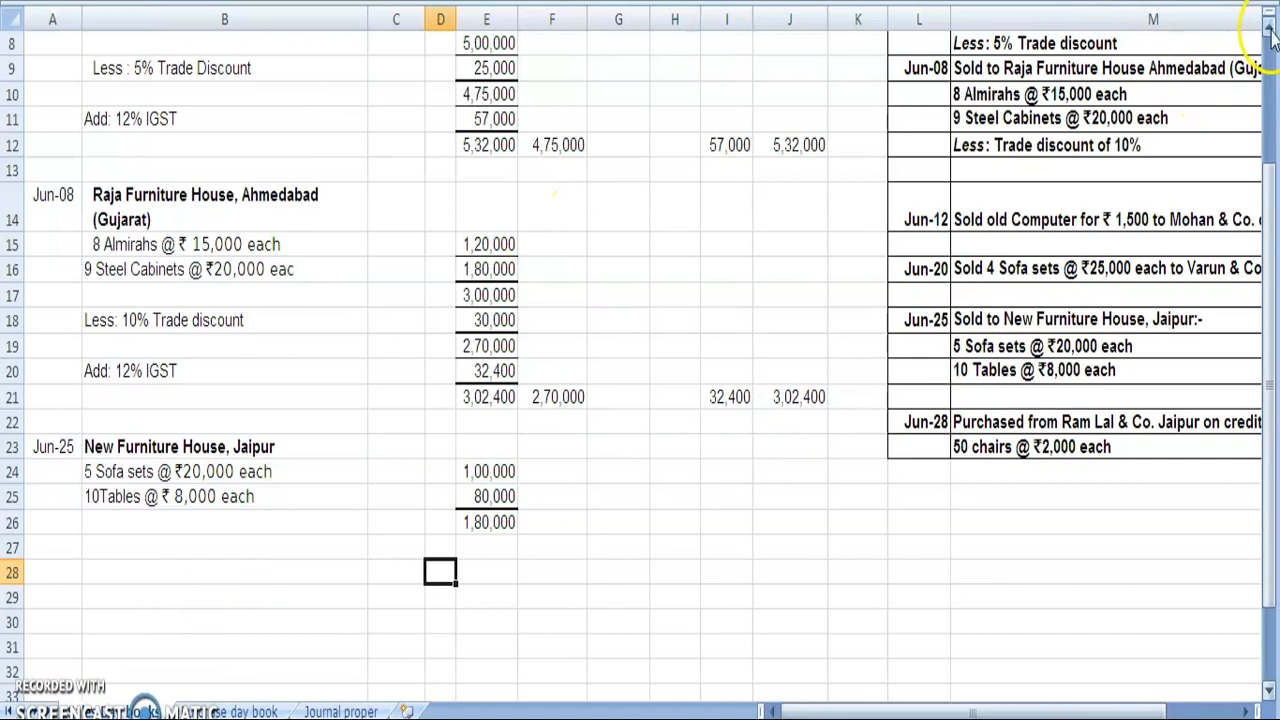 A B C D E F G H I J K L M
8 5,00,000 Less: 5% Trade discount
9 Less : 5% Trade Discount 25,000 Jun-08 Sold to Raja Furniture House Ahmedabad
10 4,75,000 8 Almirahs @ ₹15,000 each
11 Add: 12% IGST 57,000 9 Steel Cabinets @ ₹20,000 each
12 5,32,000 4,75,000 57,000 5,32,000 Less: Trade discount of 10%
13
Jun-08 Raja Furniture House, Ahmedabad
14 (Gujarat) Jun-12 Sold old Computer for ₹ 1,500 to Mohan & Co.
15 8 Almirahs @ ₹ 15,000 each 1,20,000
16 9 Steel Cabinets @ ₹20,000 eac 1,80,000 Jun-20 Sold 4 Sofa sets @ ₹25,000 each to Varun & Co
17 3,00,000
18 Less: 10% Trade discount 30,000 Jun-25 Sold to New Furniture House, Jaipur:-
19 2,70,000 5 Sofa sets @ ₹20,000 each
20 Add: 12% IGST 32,400 10 Tables @ ₹8,000 each
21 3,02,400 2,70,000 32,400 3,02,400
22 Jun-28 Purchased from Ram Lal & Co. Jaipur on credit
23 Jun-25 New Furniture House, Jaipur 50 chairs @ ₹2,000 each
24 5 Sofa sets @ ₹20,000 each 1,00,000
25 10Tables @ ₹ 8,000 each 80,000
26 1,80,000
27
28
29
30
31
32
33
RECORDED WITH
SCREENCAST MATIC
day book Journal proper